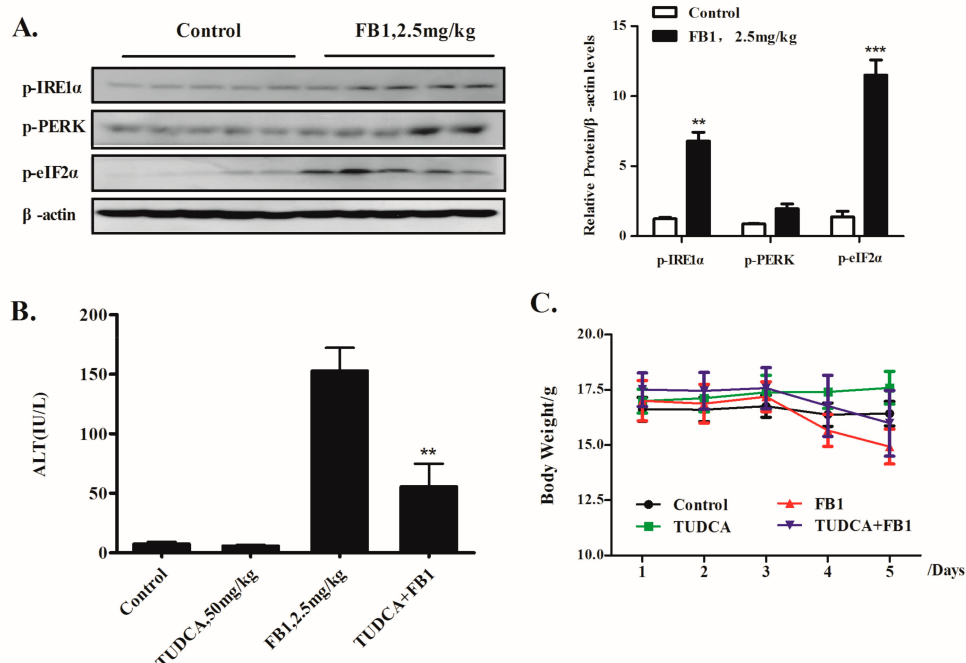 A.
Control
FB1,2.5mg/kg
p-IRE1α
p-PERK
p-eIF2α
β -actin
Control
FB1， 2.5mg/kg
Relative Protein/β -actin levels
15
10
5
0
**
***
p-IRE1α
p-PERK
p-eIF2α
B.
ALT(IU/L)
200
150
100
50
0
**
Control
TUDCA,50mg/kg
FB1,2.5mg/kg
TUDCA+FB1
C.
Body Weight/g
20.0
17.5
15.0
17.5
10.0
Control
FB1
TUDCA
TUDCA+FB1
1
2
3
4
5
/Days